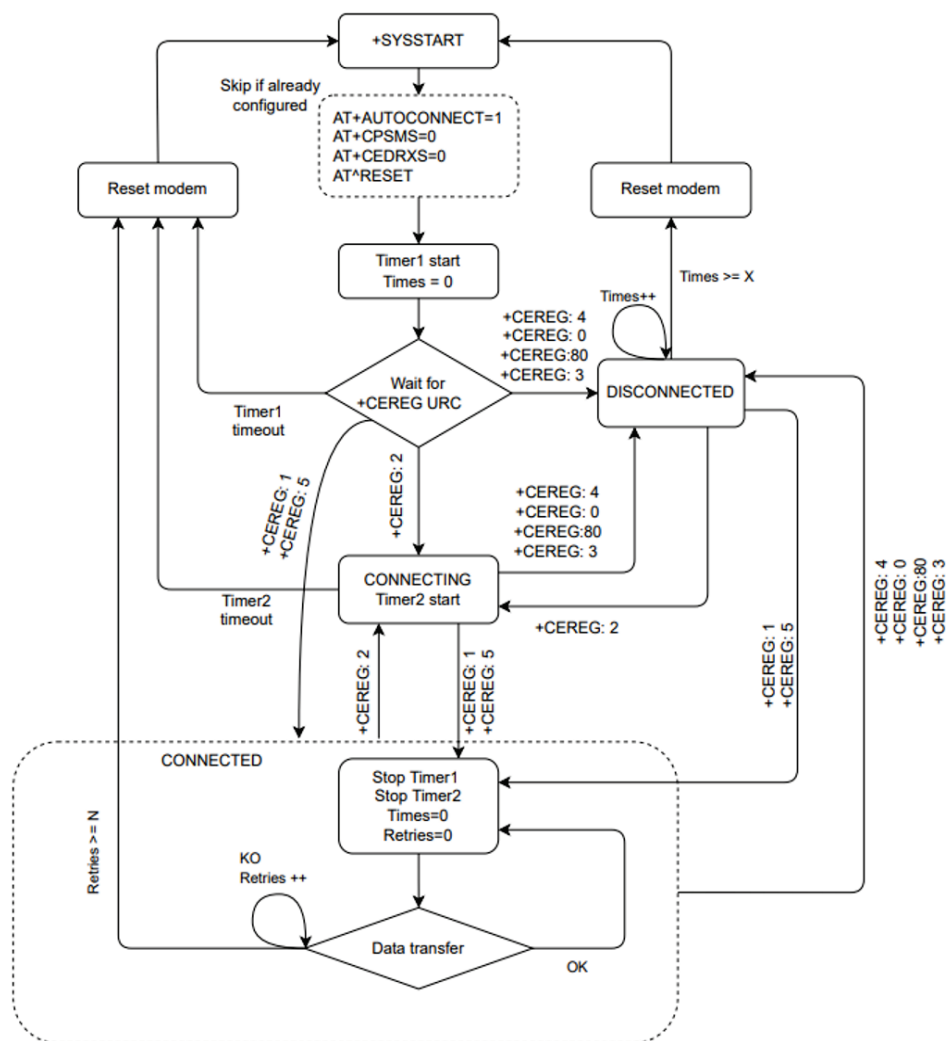 +SYSSTART
Skip if already
configured
AT+AUTOCONNECT=1
AT+CPSMS=0
AT+CEDRXS=0
AT^RESET
Reset modem
Reset modem
Timer1 start
Times = 0
Times >= X
Times++
+CEREG: 4
+CEREG: 0
+CEREG:80
+CEREG: 3
Wait for
+CEREG URC
DISCONNECTED
Timer1
timeout
+CEREG: 1
+CEREG: 5
+CEREG: 2
+CEREG: 4
+CEREG: 0
+CEREG:80
+CEREG: 3
CONNECTING
Timer2 start
Timer2
timeout
+CEREG: 2
+CEREG: 4
+CEREG: 0
+CEREG:80
+CEREG: 3
+CEREG: 1
+CEREG: 5
+CEREG: 2
+CEREG: 1
+CEREG: 5
CONNECTED
Stop Timer1
Stop Timer2
Times=0
Retries=0
Retries >= N
KO
Retries ++
Data transfer
OK